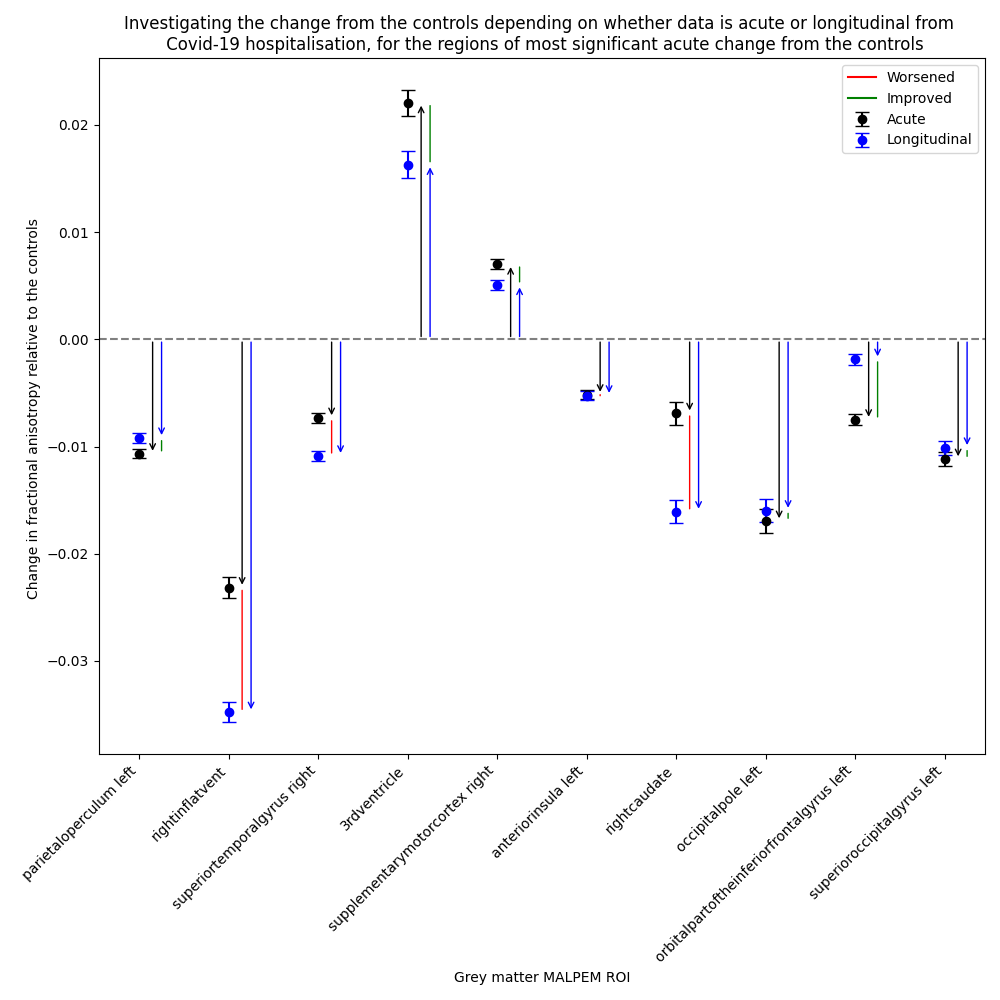 Investigating the change from the controls depending on whether data is acute or longitudinal from
Covid-19 hospitalisation, for the regions of most significant acute change from the controls
Worsened
Improved
Acute
Longitudinal
Change in fractional anisotropy relative to the controls
0.02
0.01
0.00
−0.01
−0.02
−0.03
parietaloperculum left
rightinflatvent
superiortemporalgyrus right
3rdventricle
supplementarymotorcortex right
anteriorinsula left
rightcaudate
occipitalpole left
orbitalpartoftheinferiorfrontalgyrus left
superioroccipitalgyrus left
Grey matter MALPEM ROI